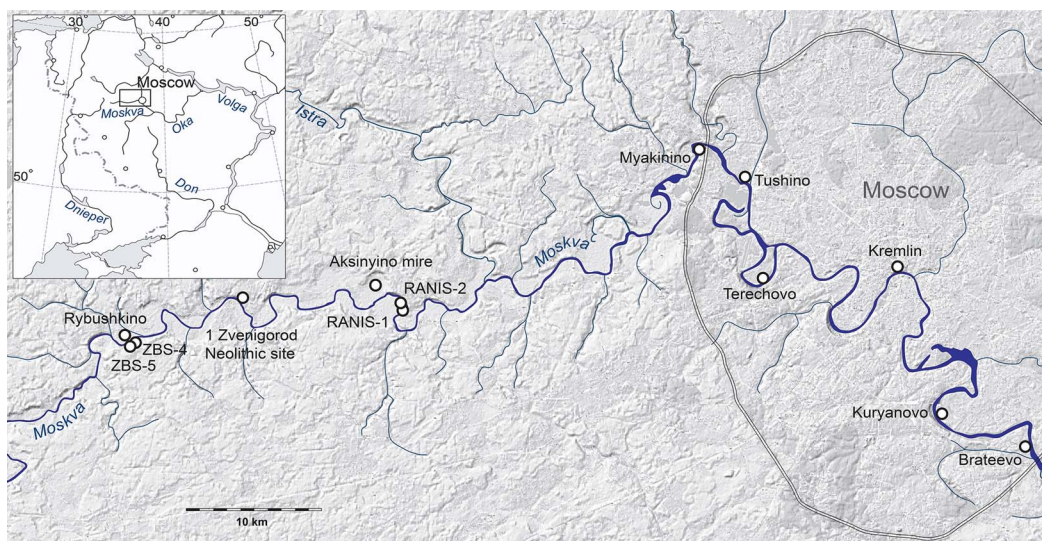 30
40
50
Moscow
Volga
Moskva
Oka
50°
Don
Dnieper
Istra
Myakinino
Tushino
Moscow
Moskva
Kremlin
Aksinyino mire
RANIS-2
Terechovo
RANIS-1
Rybushkino
1 Zvenigorod
Neolithic site
ZBS-4
ZBS-5
Moskva
Kuryanovo
Brateevo
10 km